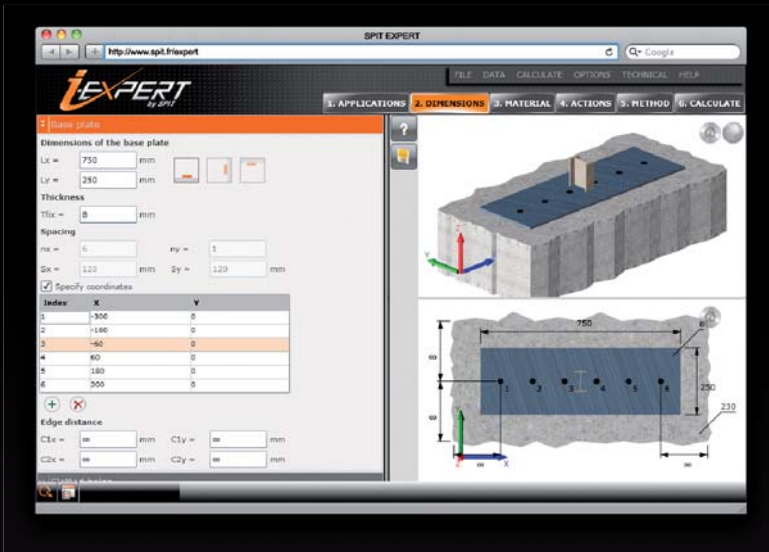 SPIT EXPERT
http://www.spit.fr/expert
Google
i-EXPERT
by SPIT
FILE DATA CALCULATE OPTIONS TECHNICAL HELP
1. APPLICATIONS 2. DIMENSIONS 3. MATERIAL 4. ACTIONS 5. METHOD 6. CALCULATE
Base plate
?
Dimensions of the base plate
Lx = 750 mm
Ly = 250 mm
Thickness
Tfix = 8 mm
Spacing
nx = 6 ny = 1
Sx = 120 mm Sy = 120 mm
Specify coordinates
Index X Y
1 -300 0
2 -180 0
3 -60 0
4 60 0
5 180 0
6 300 0
Edge distance
C1x = ∞ mm C1y = ∞ mm
C2x = ∞ mm C2y = ∞ mm
Z
Y
750
8
∞
1 2 3 4 5 6
250
∞
230
Y
Z
X
∞
∞